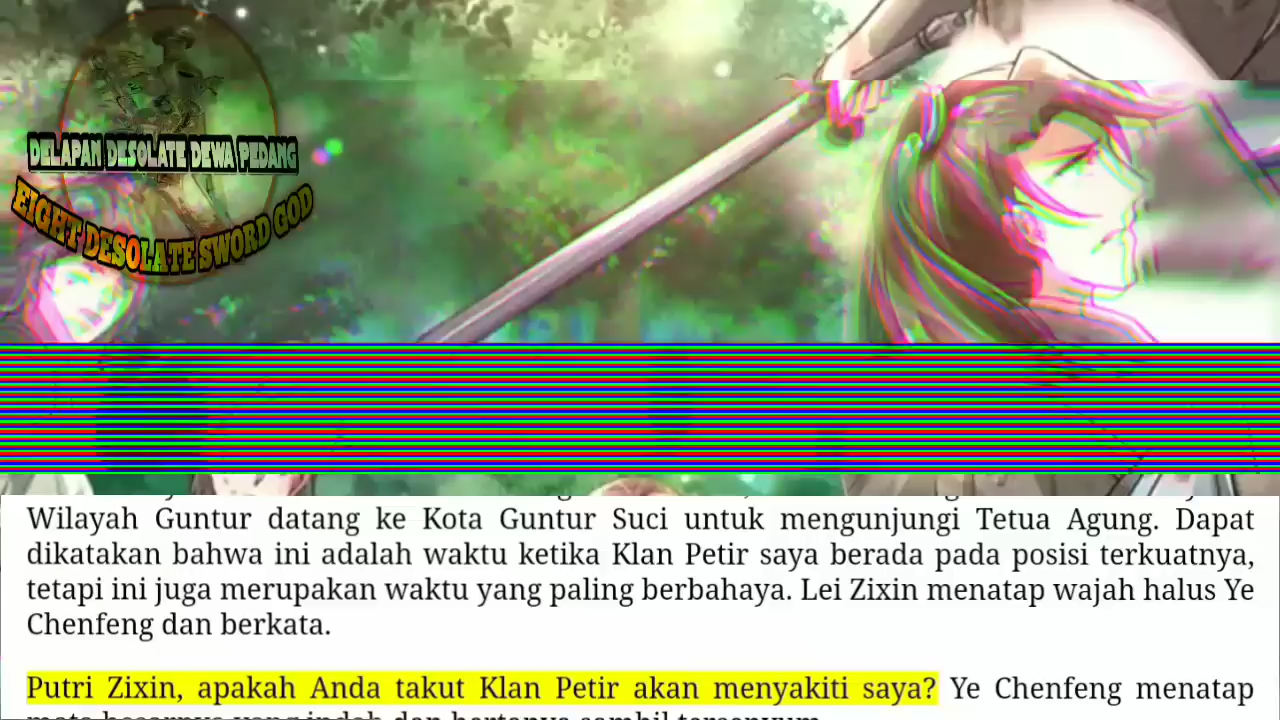 DELAPAN DESOLATE DEWA PEDANG
EIGHT DESOLATE SWORD GOD
Wilayah Guntur datang ke Kota Guntur Suci untuk mengunjungi Tetua Agung. Dapat
dikatakan bahwa ini adalah waktu ketika Klan Petir saya berada pada posisi terkuatnya,
tetapi ini juga merupakan waktu yang paling berbahaya. Lei Zixin menatap wajah halus Ye
Chenfeng dan berkata.
Putri Zixin, apakah Anda takut Klan Petir akan menyakiti saya? Ye Chenfeng menatap